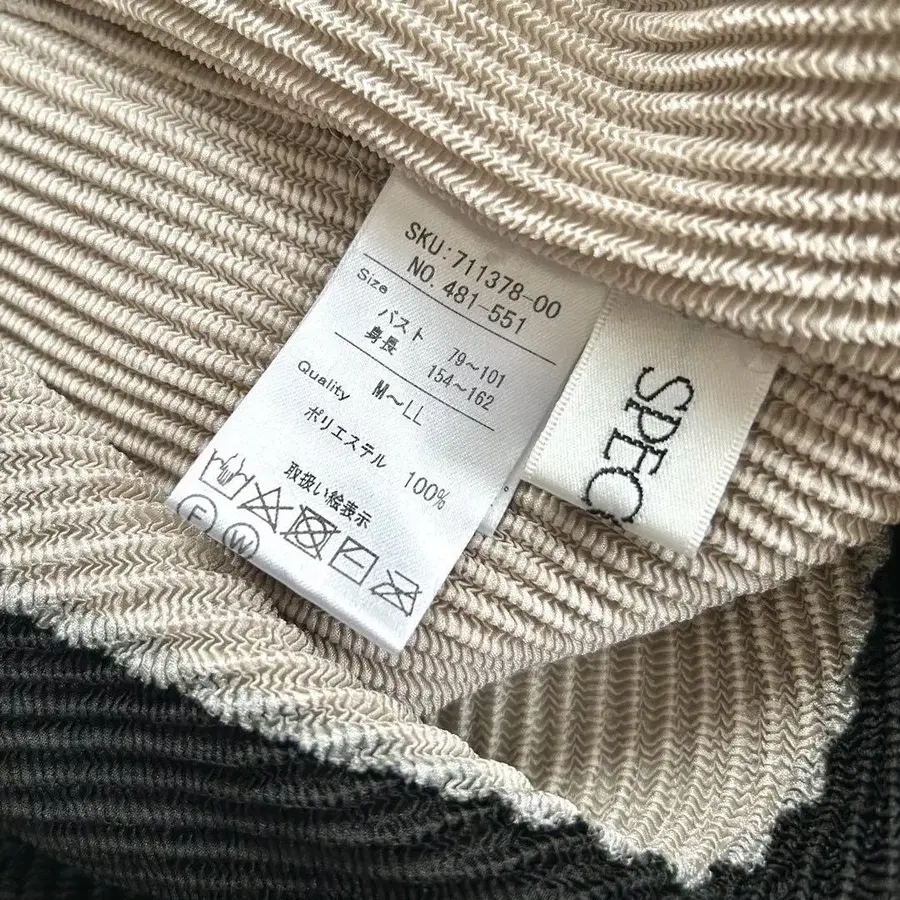 SKU:711378-00
NO. 481-551
Size
バスト 79~101
身長 154~162
M~LL
Quality
ポリエステル 100%
取扱い絵表示
F W